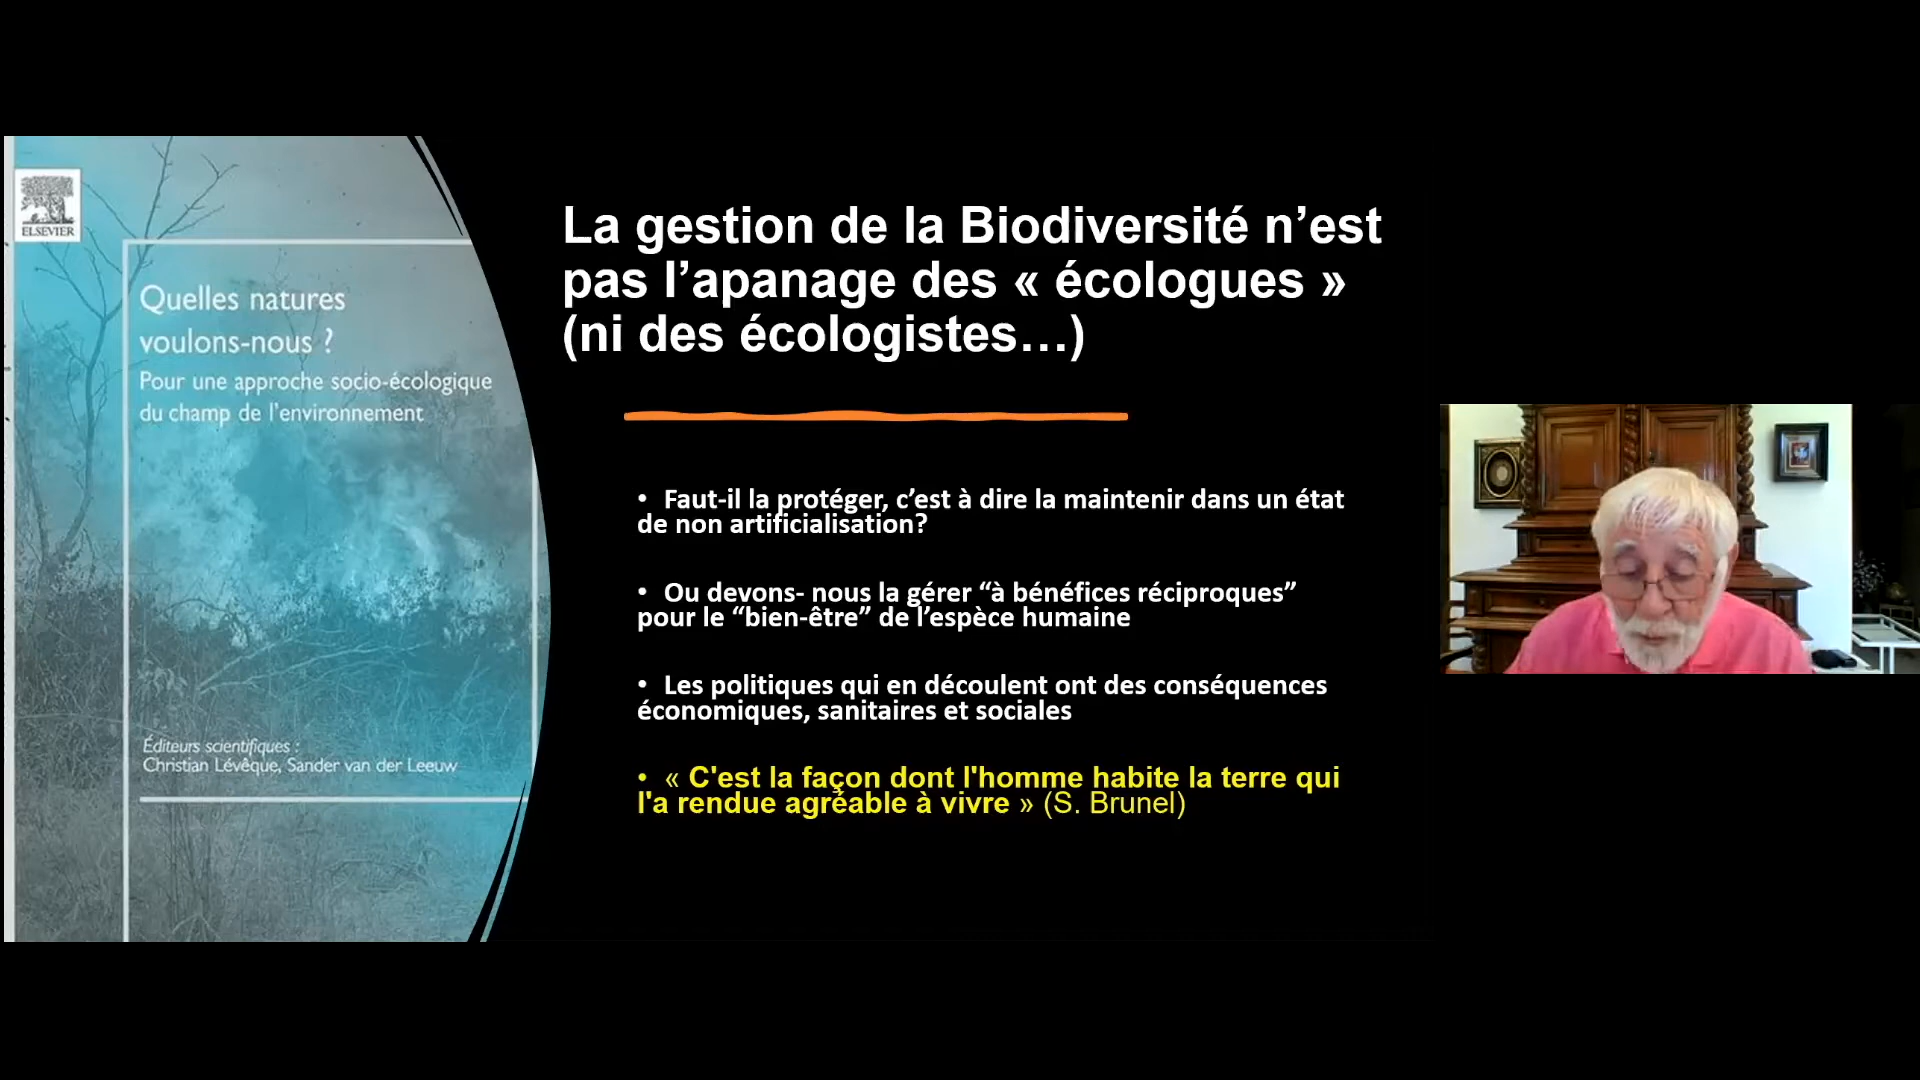 ELSEVIER
Quelles natures
voulons-nous ?
Pour une approche socio-écologique
du champ de l'environnement
Éditeurs scientifiques :
Christian Lévêque, Sander van der Leeuw
La gestion de la Biodiversité n’est
pas l’apanage des « écologues »
(ni des écologistes…)
• Faut-il la protéger, c’est à dire la maintenir dans un état
de non artificialisation?
• Ou devons- nous la gérer “à bénéfices réciproques”
pour le “bien-être” de l’espèce humaine
• Les politiques qui en découlent ont des conséquences
économiques, sanitaires et sociales
• « C'est la façon dont l'homme habite la terre qui
l'a rendue agréable à vivre » (S. Brunel)